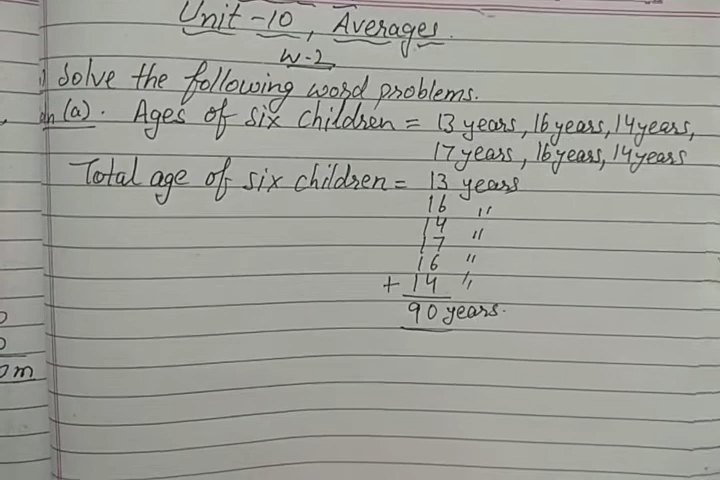 Unit-10, Averages.
W-2
Solve the following word problems.
(a). Ages of six children = 13 years, 16 years, 14 years,
17 years, 16 years, 14 years
Total age of six children = 13 years
16 "
14
17 "
16 "
+ 14 "
90 years.
m